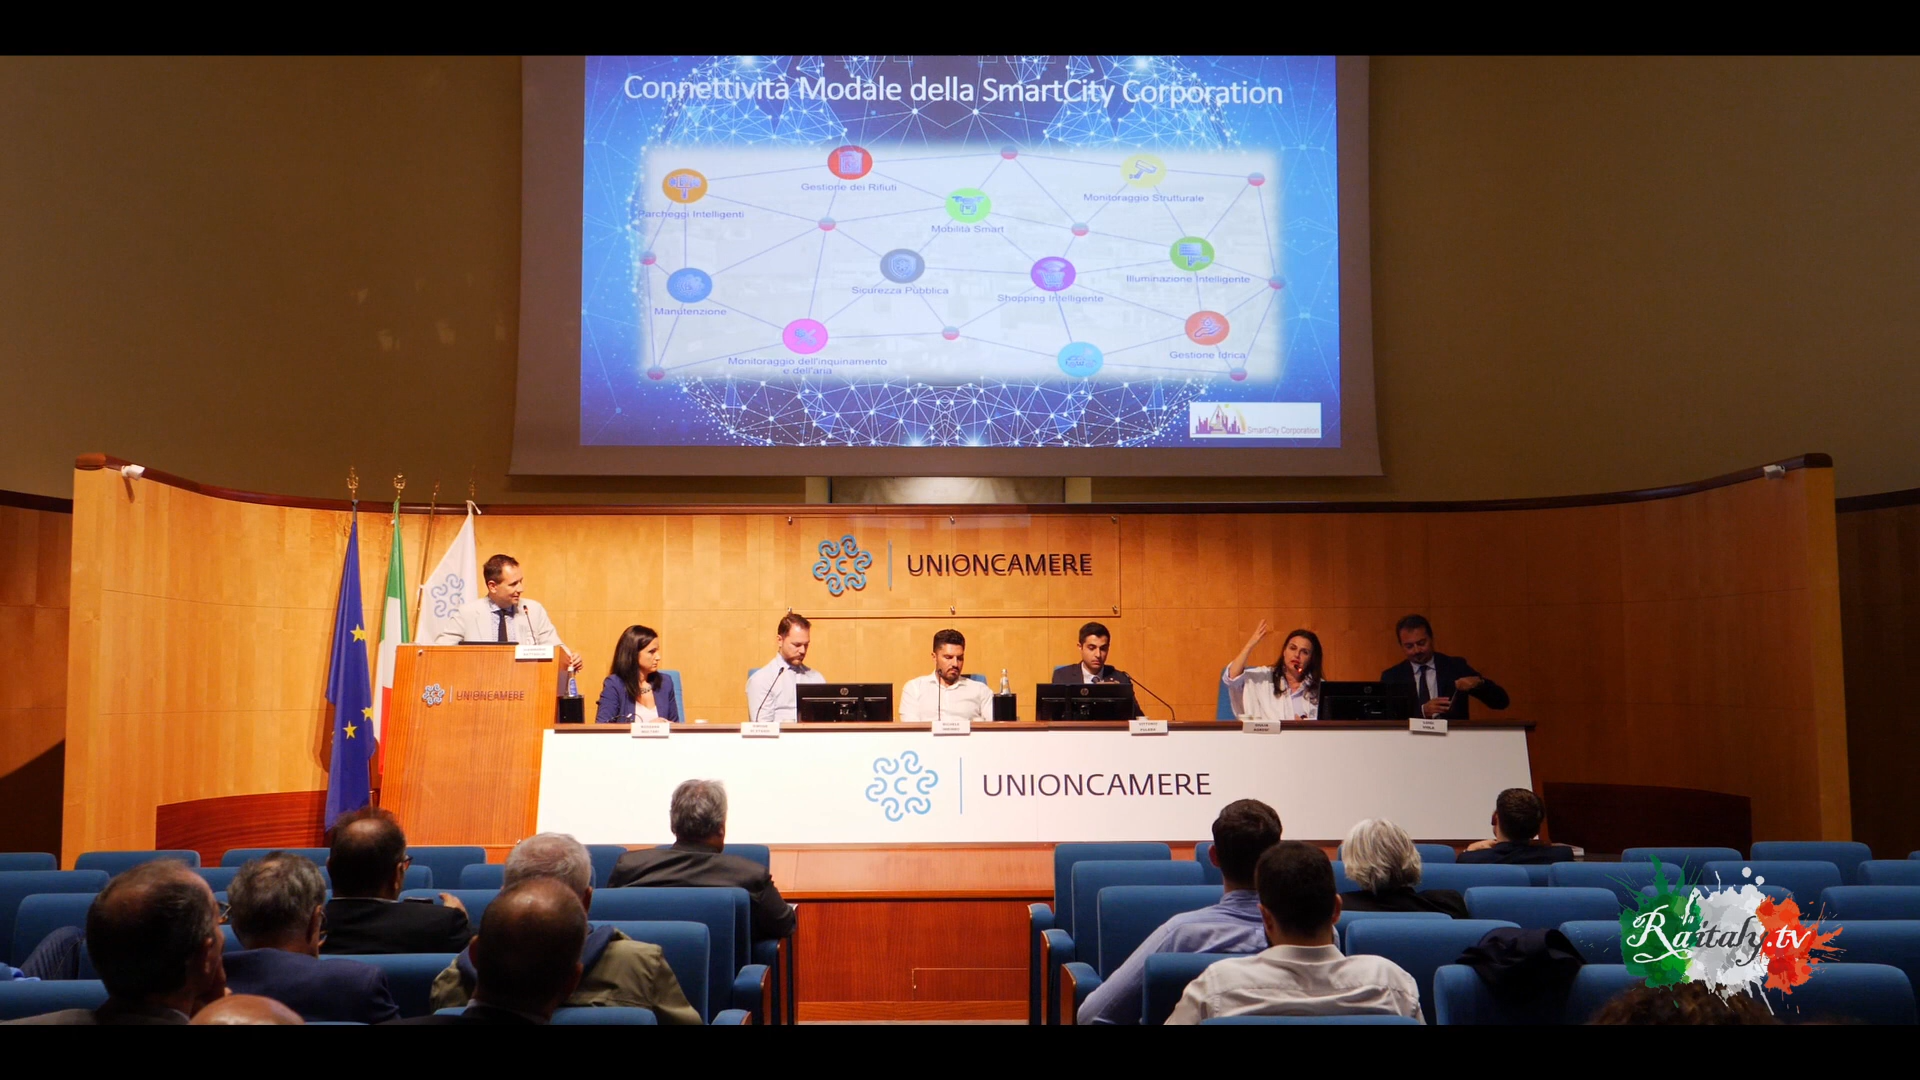 Connettività Modale della SmartCity Corporation
Gestione dei Rifiuti
Monitoraggio Strutturale
Parcheggi Intelligenti
Mobilità Smart
Illuminazione Intelligente
Sicurezza Pubblica
Shopping Intelligente
Manutenzione
Gestione Idrica
Monitoraggio dell'inquinamento
e dell'aria
SmartCity Corporation
UNIONCAMERE
UNIONCAMERE
UNIONCAMERE
Raitaly.tv